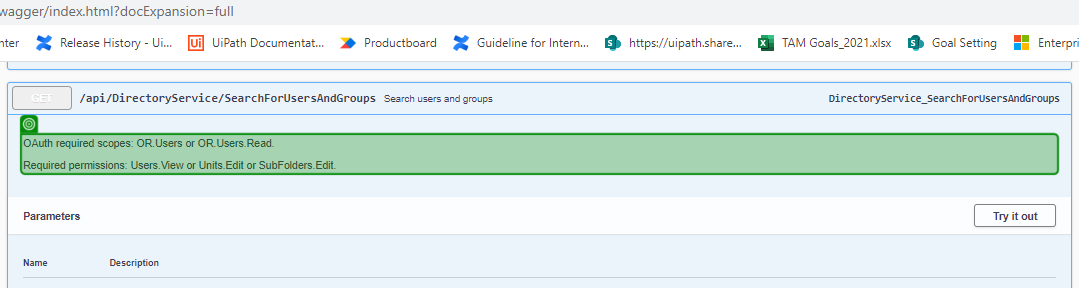 wagger/index.html?docExpansion=full
nter Release History - Ui... Ui UiPath Documentat... Productboard Guideline for Intern... https://uipath.share... TAM Goals_2021.xlsx Goal Setting Enterpri
GET /api/DirectoryService/SearchForUsersAndGroups Search users and groups DirectoryService_SearchForUsersAndGroups
OAuth required scopes: OR.Users or OR.Users.Read.
Required permissions: Users.View or Units.Edit or SubFolders.Edit.
Parameters Try it out
Name Description